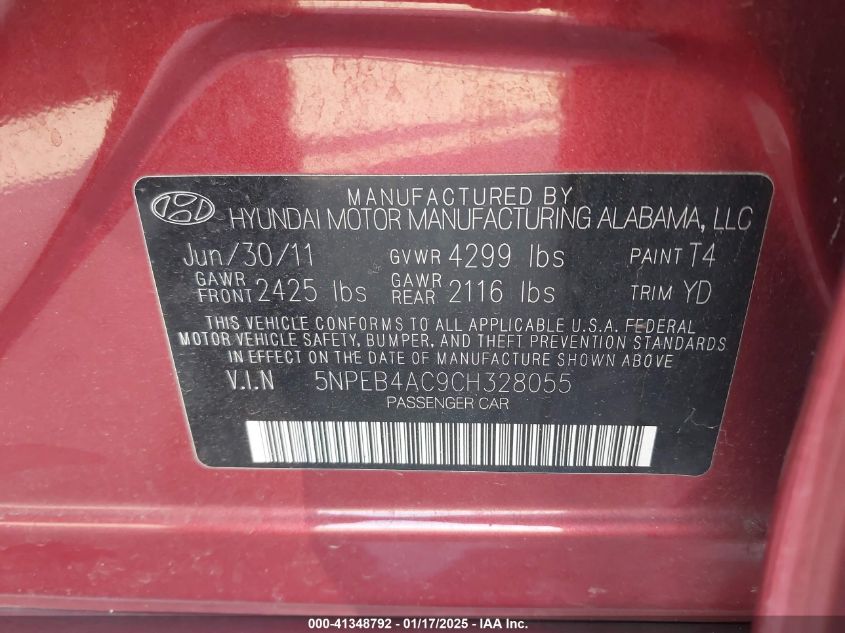 MANUFACTURED BY
HYUNDAI MOTOR MANUFACTURING ALABAMA, LLC
Jun/30/11 GVWR 4299 lbs PAINT T4
GAWR FRONT 2425 lbs GAWR REAR 2116 lbs TRIM YD
THIS VEHICLE CONFORMS TO ALL APPLICABLE U.S.A. FEDERAL
MOTOR VEHICLE SAFETY, BUMPER, AND THEFT PREVENTION STANDARDS
IN EFFECT ON THE DATE OF MANUFACTURE SHOWN ABOVE
V.I.N 5NPEB4AC9CH328055
PASSENGER CAR
000-41348792 - 01/17/2025 - IAA Inc.